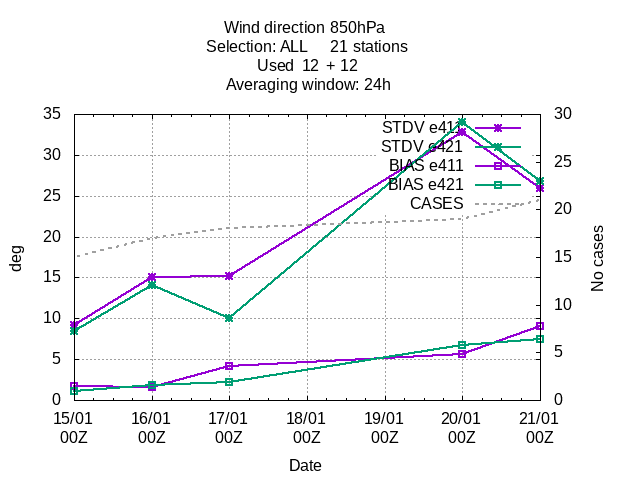 Wind direction 850hPa
Selection: ALL 21 stations
Used 12 + 12
Averaging window: 24h
35
30
25
20
15
10
5
0
deg
30
25
20
15
10
5
0
No cases
STDV e411
STDV e421
BIAS e411
BIAS e421
CASES
15/01 16/01 17/01 18/01 19/01 20/01 21/01
00Z 00Z 00Z 00Z 00Z 00Z 00Z
Date